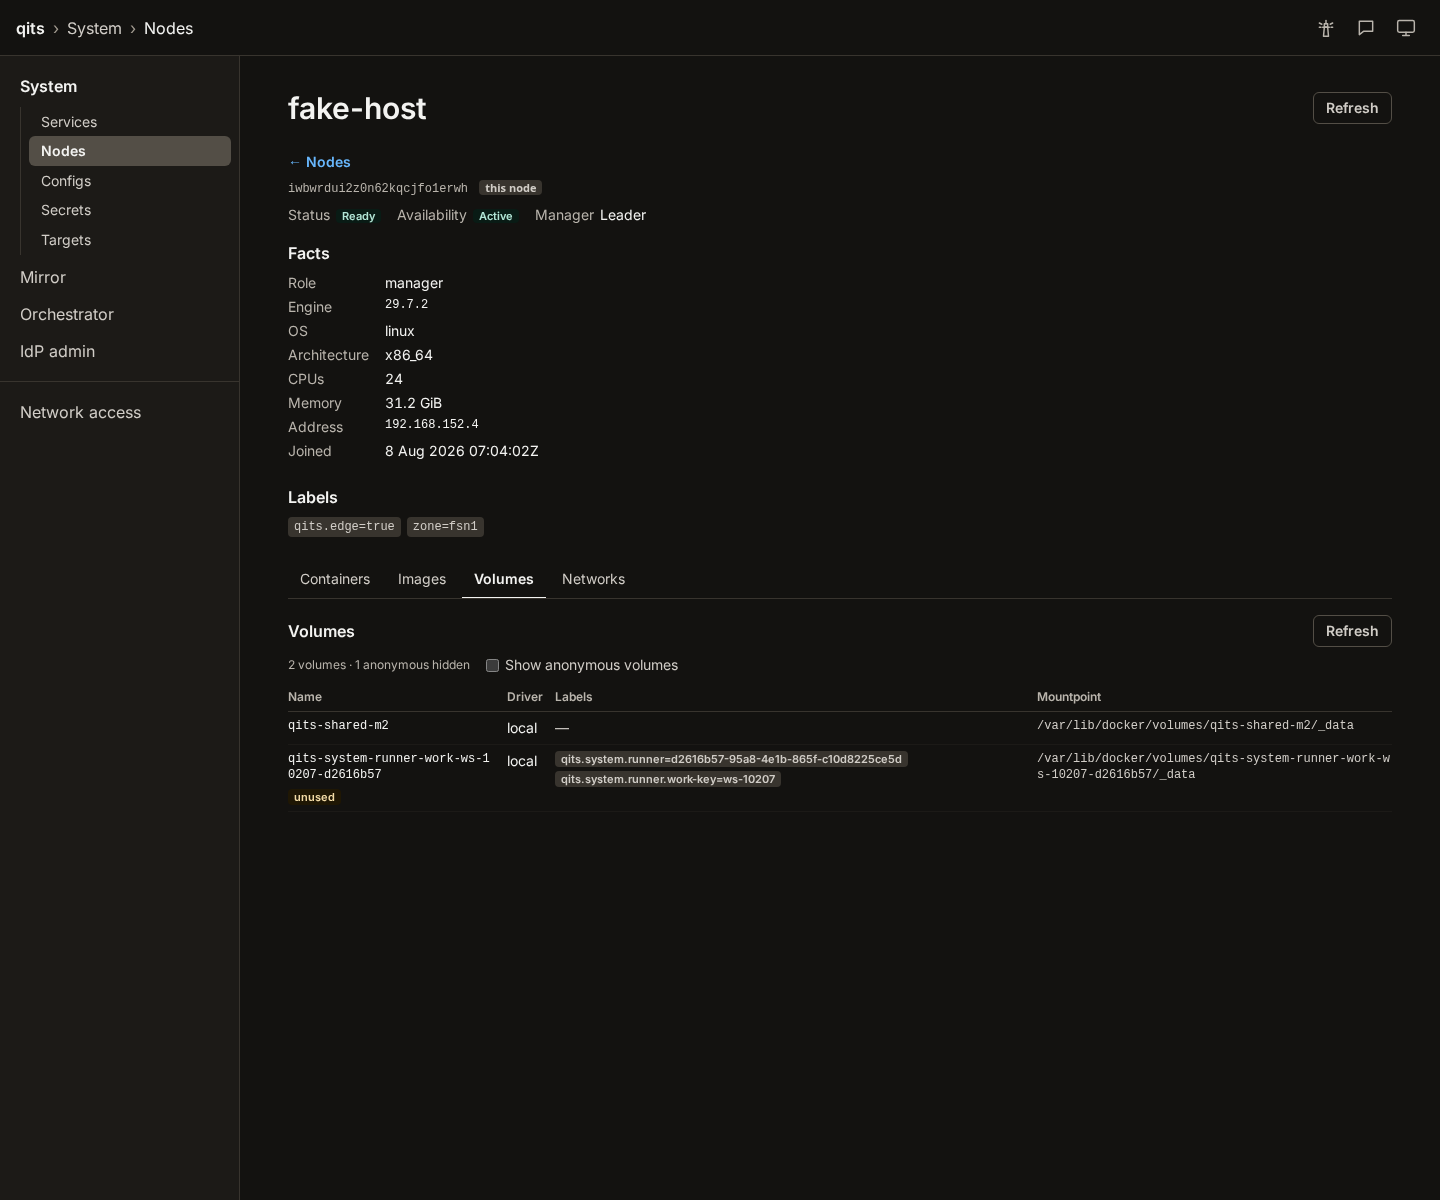 qits › System › Nodes
System
Services
Nodes
Configs
Secrets
Targets
Mirror
Orchestrator
IdP admin
Network access
fake-host
Refresh
← Nodes
iwbwrdui2z0n62kqcjfo1erwh this node
Status Ready Availability Active Manager Leader
Facts
Role manager
Engine 29.7.2
OS linux
Architecture x86_64
CPUs 24
Memory 31.2 GiB
Address 192.168.152.4
Joined 8 Aug 2026 07:04:02Z
Labels
qits.edge=true zone=fsn1
Containers Images Volumes Networks
Volumes
Refresh
2 volumes · 1 anonymous hidden Show anonymous volumes
Name Driver Labels Mountpoint
qits-shared-m2 local — /var/lib/docker/volumes/qits-shared-m2/_data
qits-system-runner-work-ws-1 local qits.system.runner=d2616b57-95a8-4e1b-865f-c10d8225ce5d /var/lib/docker/volumes/qits-system-runner-work-w
0207-d2616b57 qits.system.runner.work-key=ws-10207 s-10207-d2616b57/_data
unused